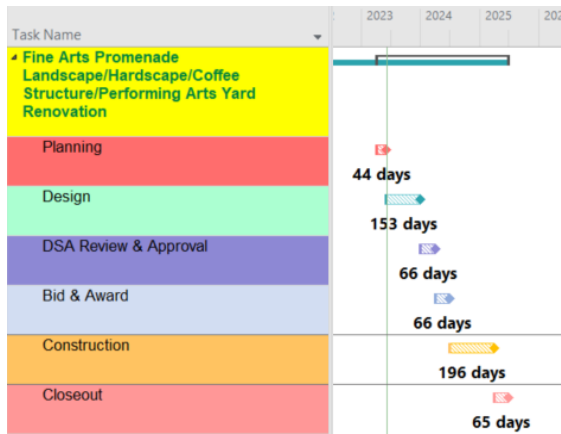 2023 2024 2025 202
Task Name
Fine Arts Promenade
Landscape/Hardscape/Coffee
Structure/Performing Arts Yard
Renovation
Planning
44 days
Design
153 days
DSA Review & Approval
66 days
Bid & Award
66 days
Construction
196 days
Closeout
65 days